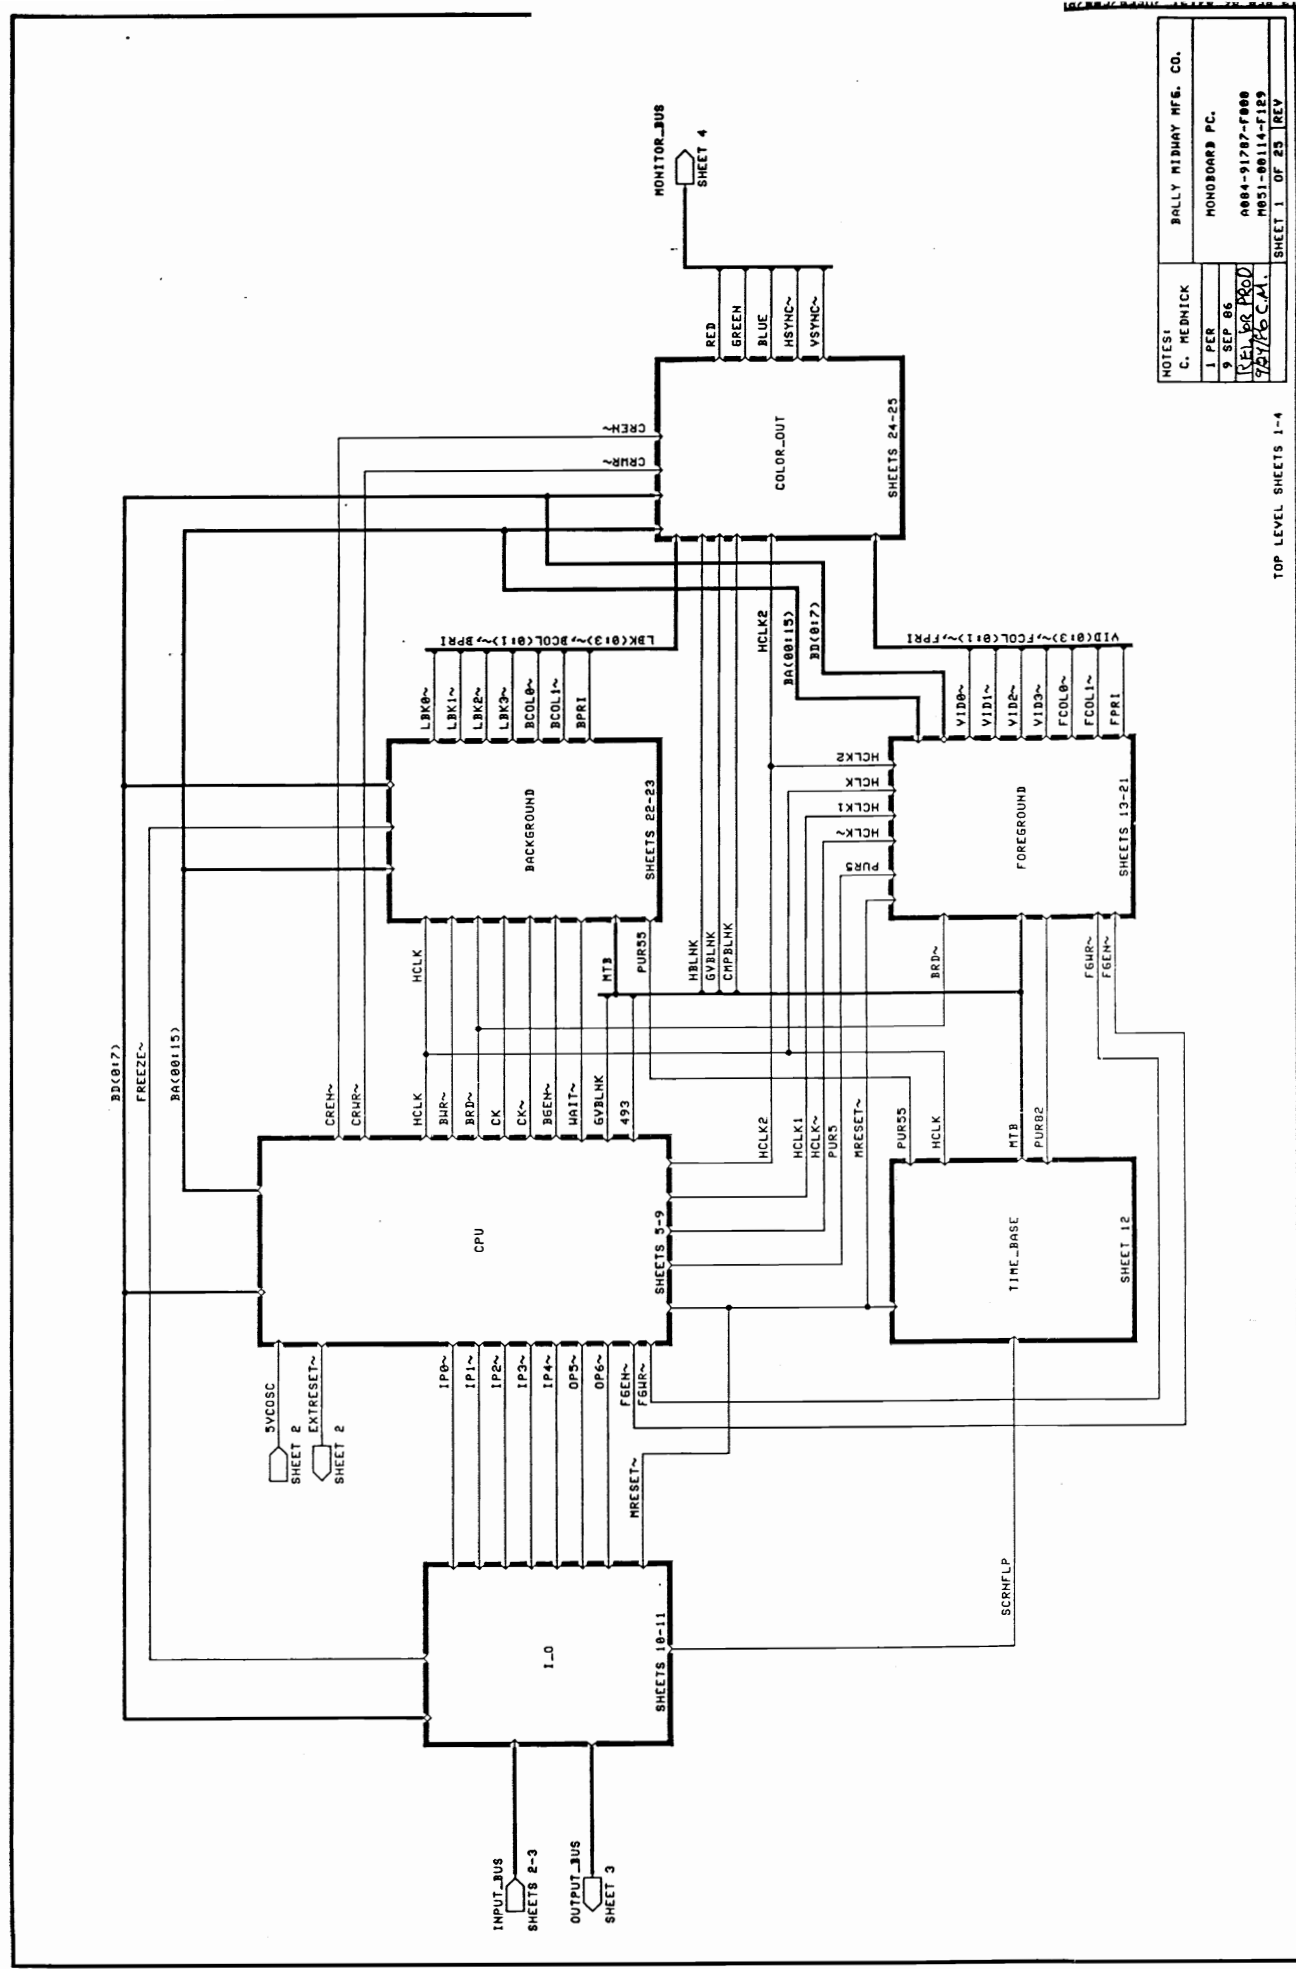 BD(0:7)
FREEZE~
BA(00:15)
CREN~
CRWR~
5VCOSC
SHEET 2
EXTRESET~
SHEET 2
CPU
SHEETS 5-9
HCLK
BWR~
BRD~
CK
CK~
BGEN~
WAIT~
GVBLNK
493
HCLK
MTB
PUR55
BACKGROUND
SHEETS 22-23
LBK0~
LBK1~
LBK2~
LBK3~
BCOL0~
BCOL1~
BPRI
LBK(0:3)~,BCOL(0:1)~,BPRI
CREN~
CRWR~
COLOR_OUT
SHEETS 24-25
RED
GREEN
BLUE
HSYNC~
VSYNC~
MONITOR_BUS
SHEET 4
INPUT_BUS
SHEETS 2-3
OUTPUT_BUS
SHEET 3
I_O
SHEETS 10-11
IP0~
IP1~
IP2~
IP3~
IP4~
OP5~
OP6~
FGEN~
FGWR~
MRESET~
SCRNFLP
HBLNK
GVBLNK
CMPBLNK
HCLK2
BA(00:15)
BD(0:7)
HCLK2
HCLK1
HCLK~
PUR5
MRESET~
PUR55
HCLK
MTB
PUR82
TIME_BASE
SHEET 12
BRD~
FGWR~
FGEN~
HCLK2
HCLK
HCLK1
HCLK~
PUR5
FOREGROUND
SHEETS 13-21
VID0~
VID1~
VID2~
VID3~
FCOL0~
FCOL1~
FPRI
VID(0:3)~,FCOL(0:1)~,FPRI
TOP LEVEL SHEETS 1-4
NOTES:
C. MEDNICK
1 PER
9 SEP 86
REL for PROD
9/24/86 C.M.
BALLY MIDWAY MFG. CO.
MONOBOARD PC.
A084-91787-F000
M051-00114-F129
SHEET 1 OF 25 REV